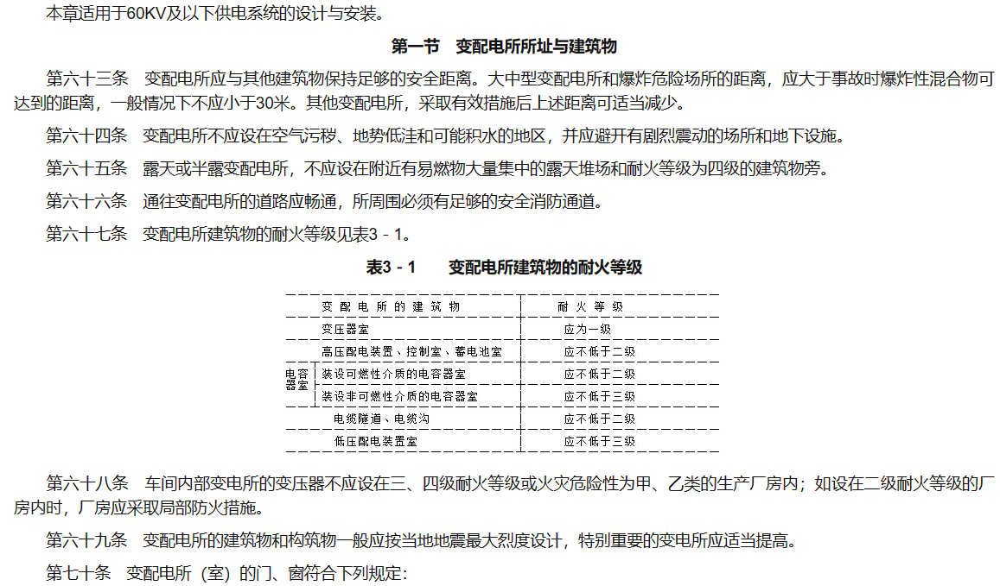 本章适用于60KV及以下供电系统的设计与安装。
第一节 变配电所所址与建筑物
第六十三条 变配电所应与其他建筑物保持足够的安全距离。大中型变配电所和爆炸危险场所的距离，应大于事故时爆炸性混合物可
达到的距离，一般情况下不应小于30米。其他变配电所，采取有效措施后上述距离可适当减少。
第六十四条 变配电所不应设在空气污秽、地势低洼和可能积水的地区，并应避开有剧烈震动的场所和地下设施。
第六十五条 露天或半露变配电所，不应设在附近有易燃物大量集中的露天堆场和耐火等级为四级的建筑物旁。
第六十六条 通往变配电所的道路应畅通，所周围必须有足够的安全消防通道。
第六十七条 变配电所建筑物的耐火等级见表3－1。
表3－1 变配电所建筑物的耐火等级
变配电所的建筑物 耐火等级
变压器室 应为一级
高压配电装置、控制室、蓄电池室 应不低于二级
电容器室 装设可燃性介质的电容器室 应不低于二级
装设非可燃性介质的电容器室 应不低于三级
电缆隧道、电缆沟 应不低于二级
低压配电装置室 应不低于三级
第六十八条 车间内部变电所的变压器不应设在三、四级耐火等级或火灾危险性为甲、乙类的生产厂房内；如设在二级耐火等级的厂
房内时，厂房应采取局部防火措施。
第六十九条 变配电所的建筑物和构筑物一般应按当地地震最大烈度设计，特别重要的变电所应适当提高。
第七十条 变配电所（室）的门、窗符合下列规定：